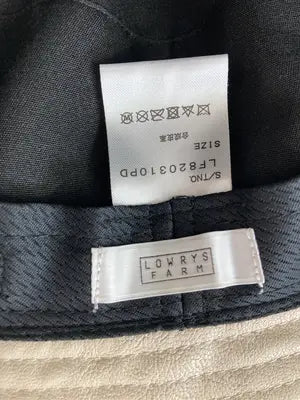 S/TNO.
LF820310PD
SIZE
合成皮革
LOWRYS
FARM